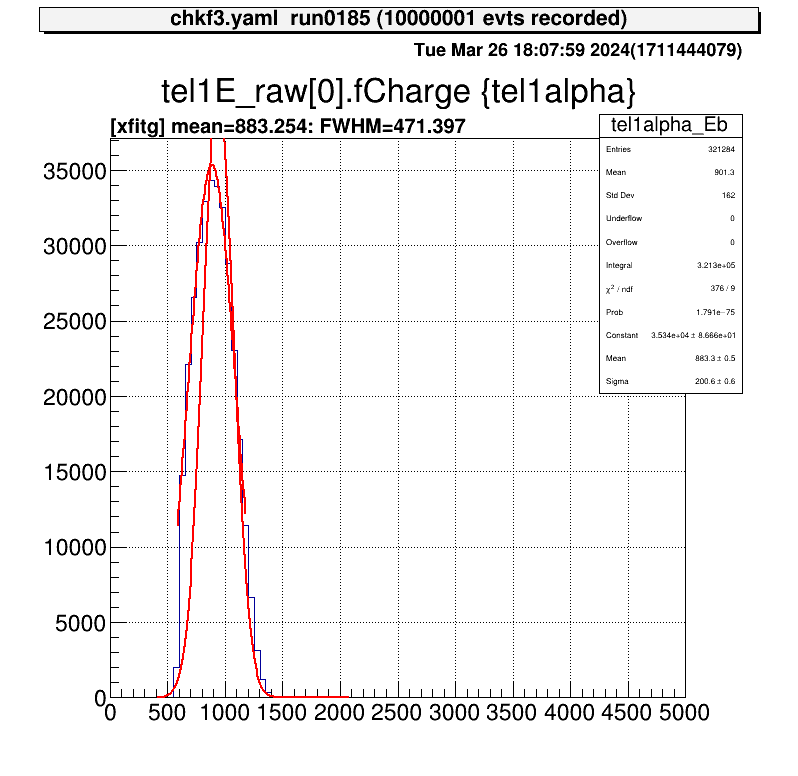 chkf3.yaml run0185 (10000001 evts recorded)
Tue Mar 26 18:07:59 2024(1711444079)
tel1E_raw[0].fCharge {tel1alpha}
[xfitg] mean=883.254: FWHM=471.397
tel1alpha_Eb
Entries 321284
Mean 901.3
Std Dev 162
Underflow 0
Overflow 0
Integral 3.213e+05
χ² / ndf 376 / 9
Prob 1.791e−75
Constant 3.534e+04 ± 8.666e+01
Mean 883.3 ± 0.5
Sigma 200.6 ± 0.6
35000
30000
25000
20000
15000
10000
5000
0
0 500 1000 1500 2000 2500 3000 3500 4000 4500 5000